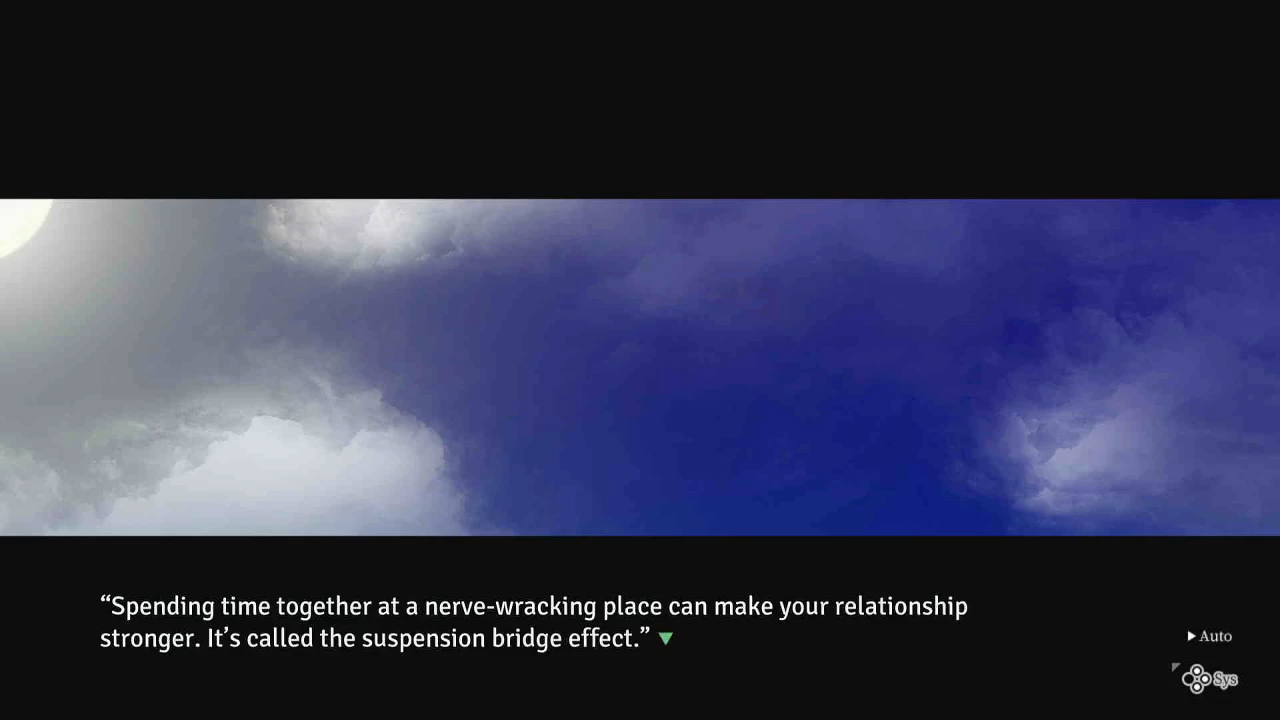 “Spending time together at a nerve-wracking place can make your relationship
stronger. It’s called the suspension bridge effect.”
Auto
Sys